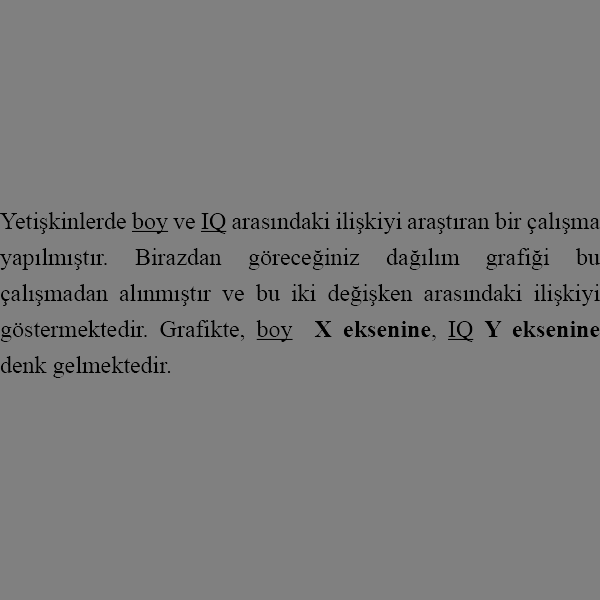 Yetişkinlerde boy ve IQ arasındaki ilişkiyi araştıran bir çalışma
yapılmıştır. Birazdan göreceğiniz dağılım grafiği bu
çalışmadan alınmıştır ve bu iki değişken arasındaki ilişkiyi
göstermektedir. Grafikte, boy X eksenine, IQ Y eksenine
denk gelmektedir.